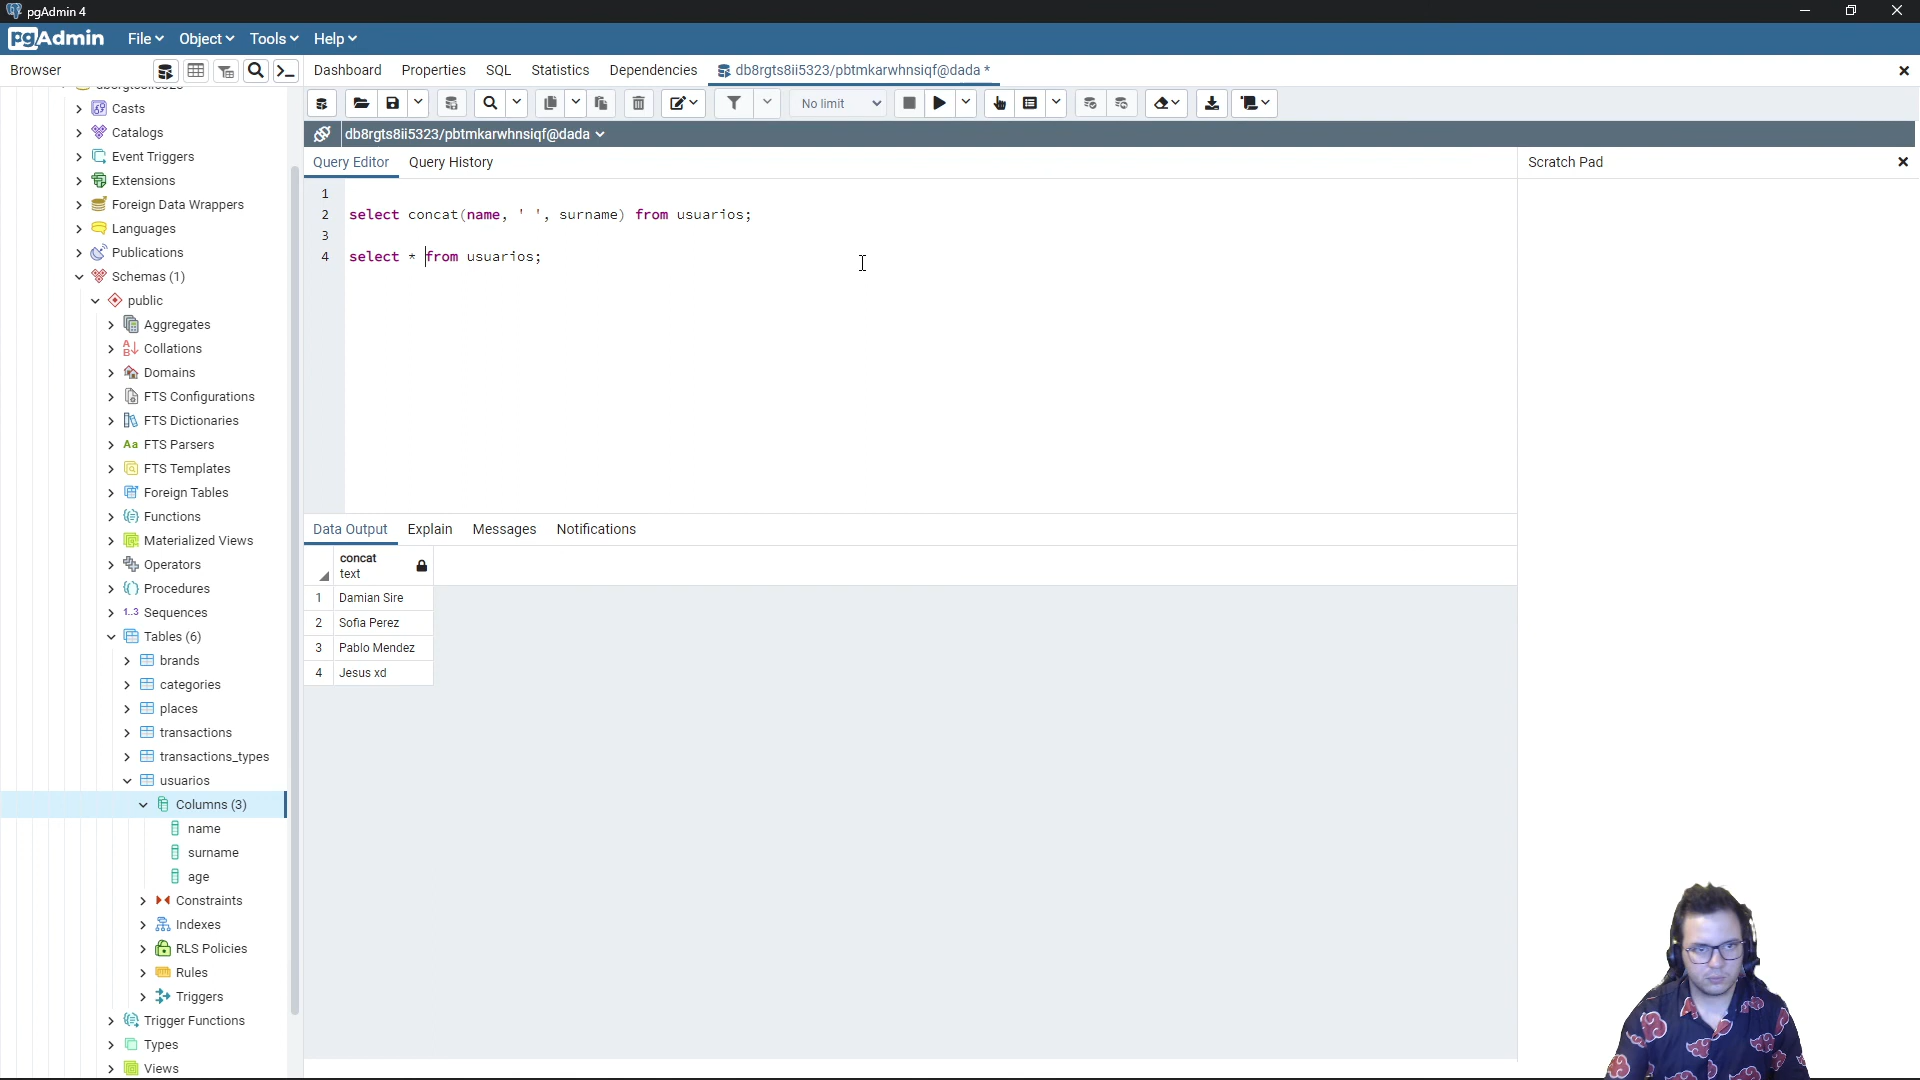 pgAdmin 4
pgAdmin File Object Tools Help
Browser
Dashboard Properties SQL Statistics Dependencies db8rgts8ii5323/pbtmkarwhnsiqf@dada *
No limit
db8rgts8ii5323/pbtmkarwhnsiqf@dada
Query Editor Query History
Scratch Pad
1
2 select concat(name, ' ', surname) from usuarios;
3
4 select * from usuarios;
Casts
Catalogs
Event Triggers
Extensions
Foreign Data Wrappers
Languages
Publications
Schemas (1)
public
Aggregates
Collations
Domains
FTS Configurations
FTS Dictionaries
Aa FTS Parsers
FTS Templates
Foreign Tables
Functions
Materialized Views
Operators
Procedures
1..3 Sequences
Tables (6)
brands
categories
places
transactions
transactions_types
usuarios
Columns (3)
name
surname
age
Constraints
Indexes
RLS Policies
Rules
Triggers
Trigger Functions
Types
Views
Data Output Explain Messages Notifications
concat
text
1 Damian Sire
2 Sofia Perez
3 Pablo Mendez
4 Jesus xd